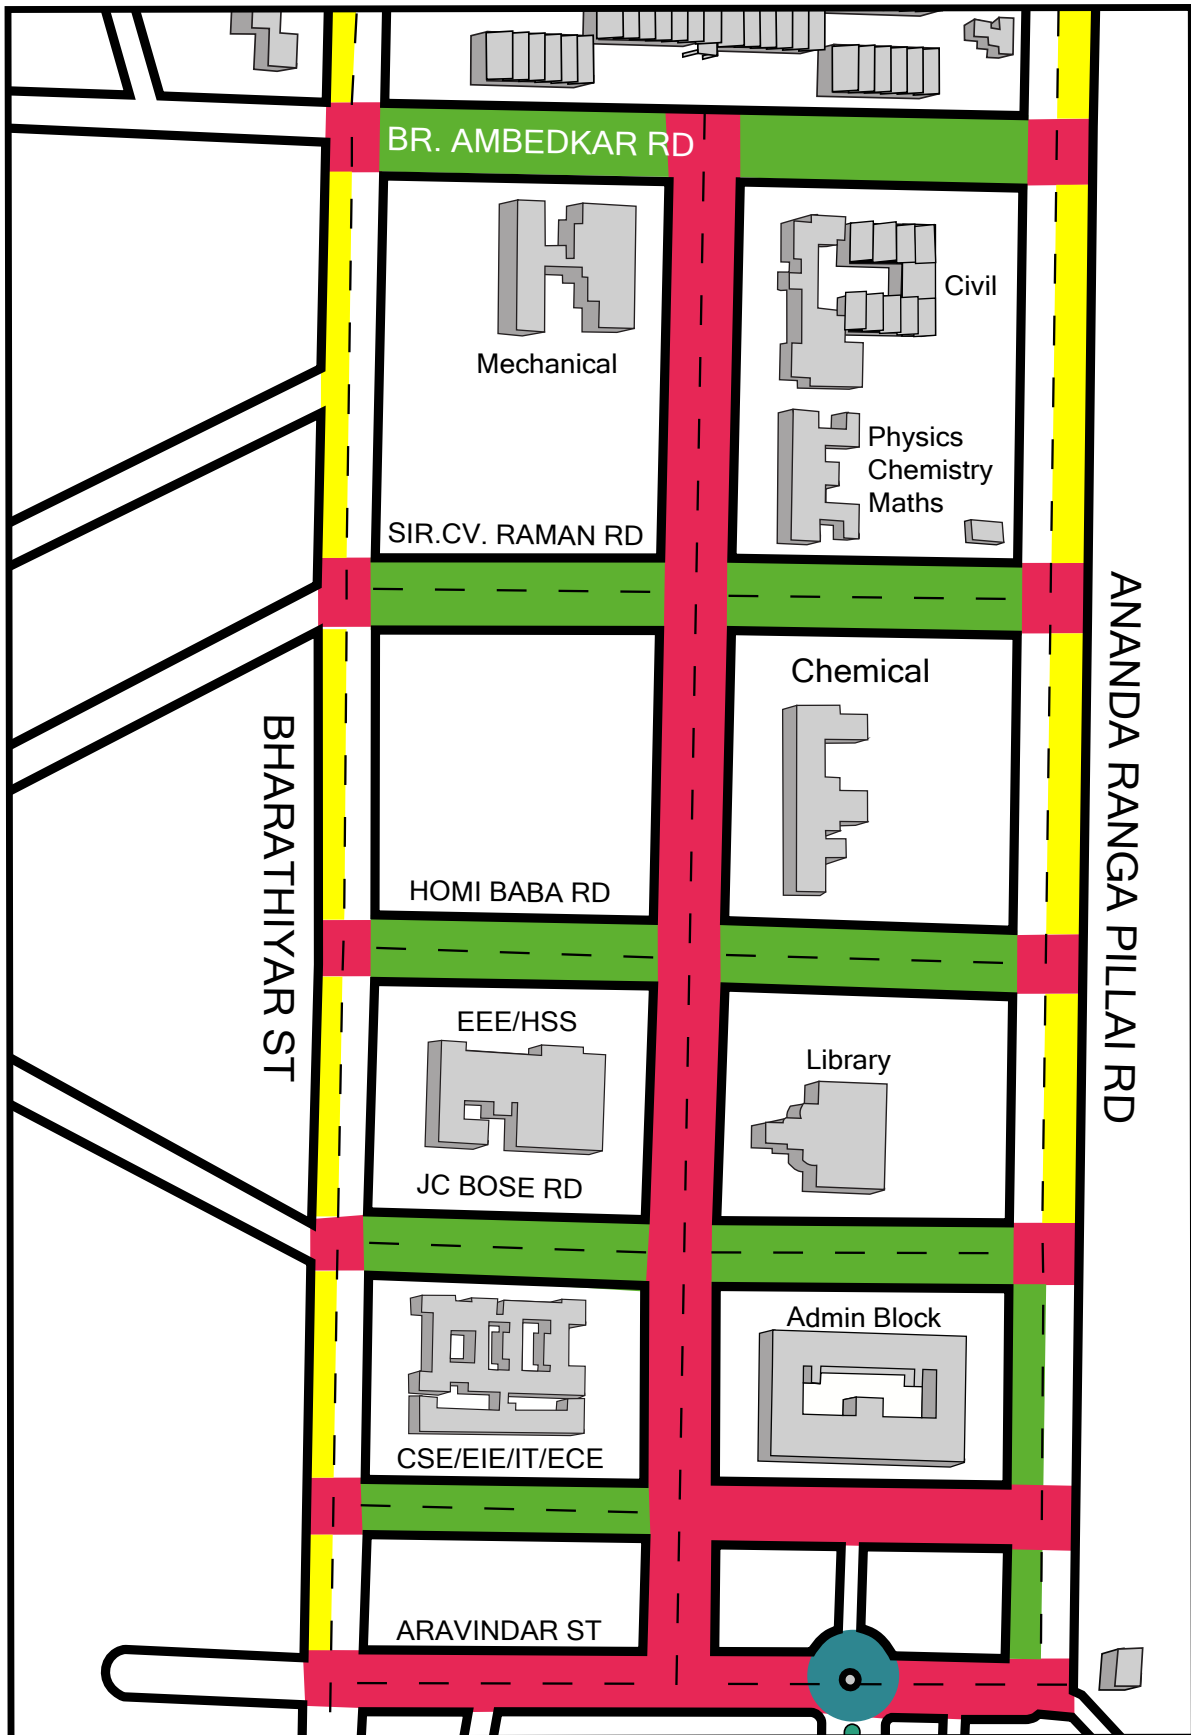 BR. AMBEDKAR RD
Civil
Mechanical
Physics
Chemistry
Maths
SIR.CV. RAMAN RD
ANANDA RANGA PILLAI RD
Chemical
BHARATHIYAR ST
HOMI BABA RD
EEE/HSS
Library
JC BOSE RD
Admin Block
CSE/EIE/IT/ECE
ARAVINDAR ST